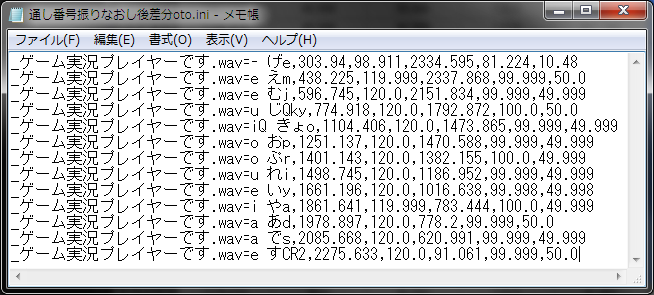 通し番号振りなおし後差分oto.ini - メモ帳
ファイル(F) 編集(E) 書式(O) 表示(V) ヘルプ(H)
_ゲーム実況プレイヤーです.wav=- げe,303.94,98.911,2334.595,81.224,10.48
_ゲーム実況プレイヤーです.wav=e えm,438.225,119.999,2337.868,99.999,50.0
_ゲーム実況プレイヤーです.wav=e むj,596.745,120.0,2151.834,99.999,49.999
_ゲーム実況プレイヤーです.wav=u じQky,774.918,120.0,1792.872,100.0,50.0
_ゲーム実況プレイヤーです.wav=iQ きょo,1104.406,120.0,1473.865,99.999,49.999
_ゲーム実況プレイヤーです.wav=o おp,1251.137,120.0,1470.588,99.999,49.999
_ゲーム実況プレイヤーです.wav=o ぷr,1401.143,120.0,1382.155,100.0,49.999
_ゲーム実況プレイヤーです.wav=u れi,1498.745,120.0,1186.952,99.999,49.999
_ゲーム実況プレイヤーです.wav=e いy,1661.196,120.0,1016.638,99.998,49.998
_ゲーム実況プレイヤーです.wav=i やa,1861.641,119.999,783.444,100.0,49.999
_ゲーム実況プレイヤーです.wav=a あd,1978.897,120.0,778.2,99.999,50.0
_ゲーム実況プレイヤーです.wav=a でs,2085.668,120.0,620.991,99.999,49.999
_ゲーム実況プレイヤーです.wav=e すCR2,2275.633,120.0,91.061,99.999,50.0